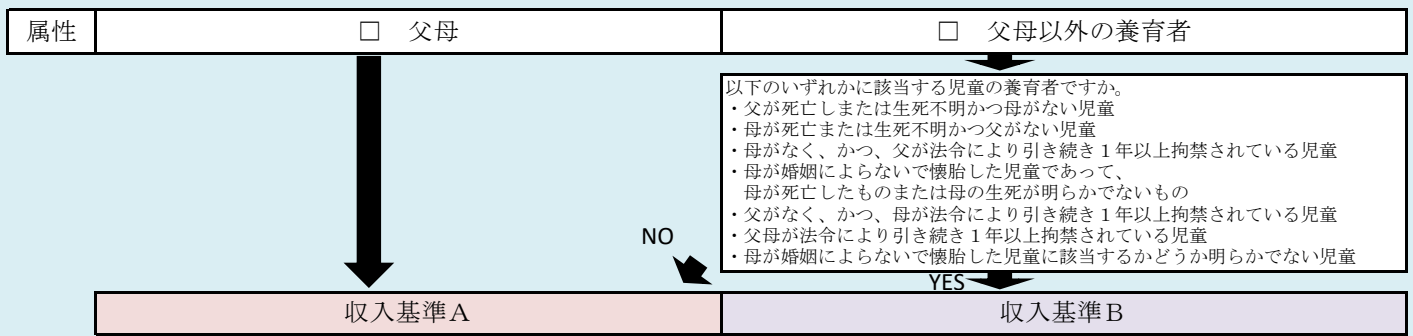 属性 □ 父母 □ 父母以外の養育者
以下のいずれかに該当する児童の養育者ですか。
・父が死亡しまたは生死不明かつ母がない児童
・母が死亡または生死不明かつ父がない児童
・母がなく、かつ、父が法令により引き続き１年以上拘禁されている児童
・母が婚姻によらないで懐胎した児童であって、
母が死亡したものまたは母の生死が明らかでないもの
・父がなく、かつ、母が法令により引き続き１年以上拘禁されている児童
・父母が法令により引き続き１年以上拘禁されている児童
・母が婚姻によらないで懐胎した児童に該当するかどうか明らかでない児童
NO
YES
収入基準Ａ 収入基準Ｂ